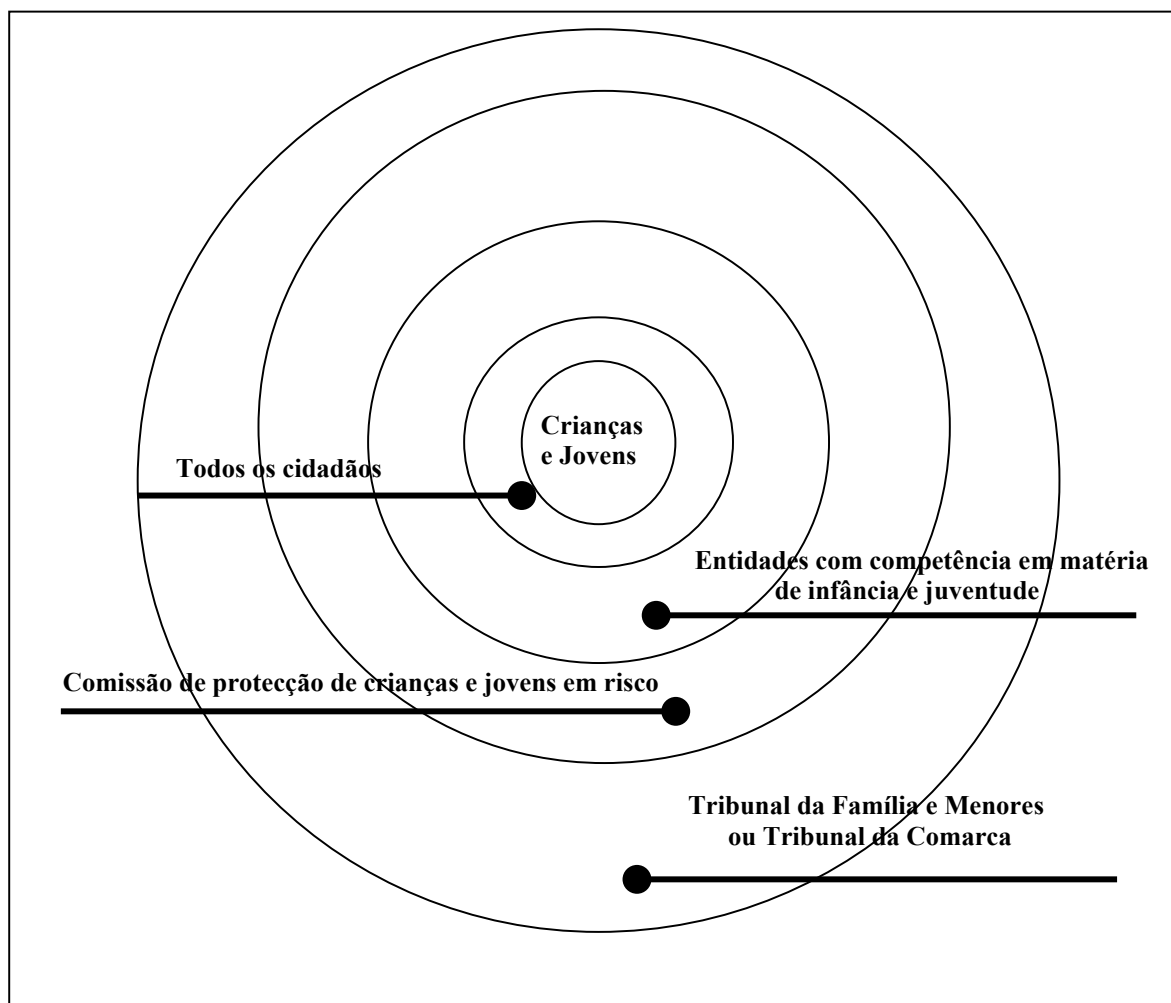 Crianças
e Jovens
Todos os cidadãos
Entidades com competência em matéria
de infância e juventude
Comissão de protecção de crianças e jovens em risco
Tribunal da Família e Menores
ou Tribunal da Comarca